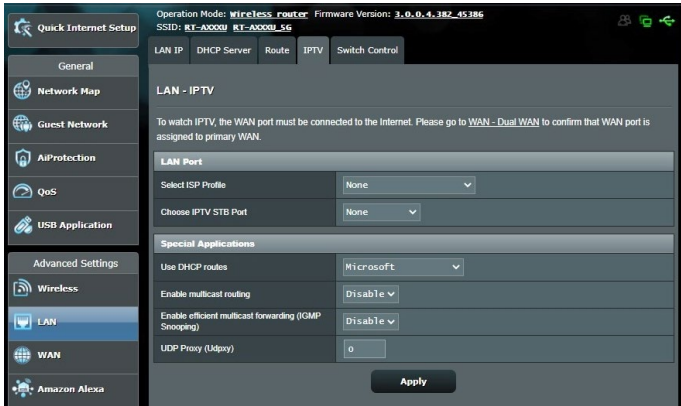 Quick Internet Setup
General
Network Map
Guest Network
AiProtection
QoS
USB Application
Advanced Settings
Wireless
LAN
WAN
Amazon Alexa
Operation Mode: Wireless router Firmware Version: 3.0.0.4.382_45386
SSID: RT-AXXXU RT-AXXXU_5G
LAN IP DHCP Server Route IPTV Switch Control
LAN - IPTV
To watch IPTV, the WAN port must be connected to the Internet. Please go to WAN - Dual WAN to confirm that WAN port is
assigned to primary WAN.
LAN Port
Select ISP Profile None
Choose IPTV STB Port None
Special Applications
Use DHCP routes Microsoft
Enable multicast routing Disable
Enable efficient multicast forwarding (IGMP
Snooping) Disable
UDP Proxy (Udpxy) 0
Apply